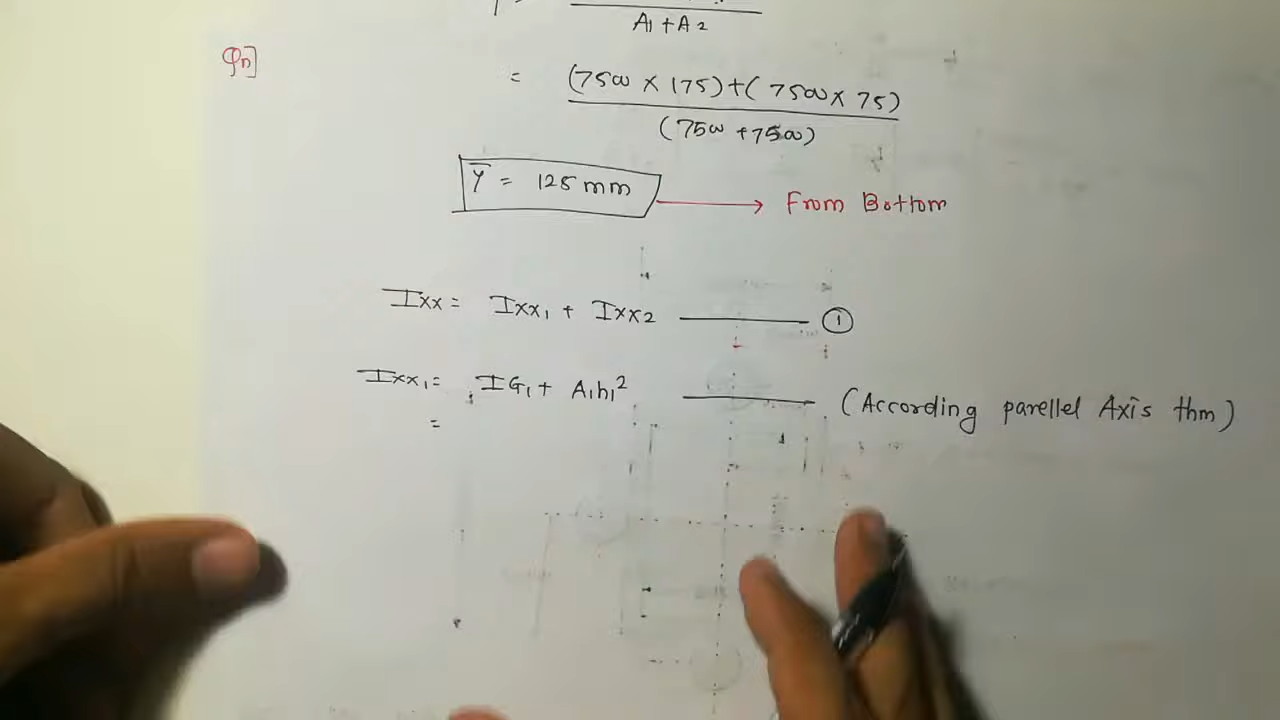 A1 + A2
Qn]
= (7500 × 175) + (7500 × 75)
(7500 + 7500)
Y̅ = 125 mm → From Bottom
Ixx = Ixx1 + Ixx2 ——— ①
Ixx1 = IG1 + A1h1² ——— (According parellel Axis thm)
=